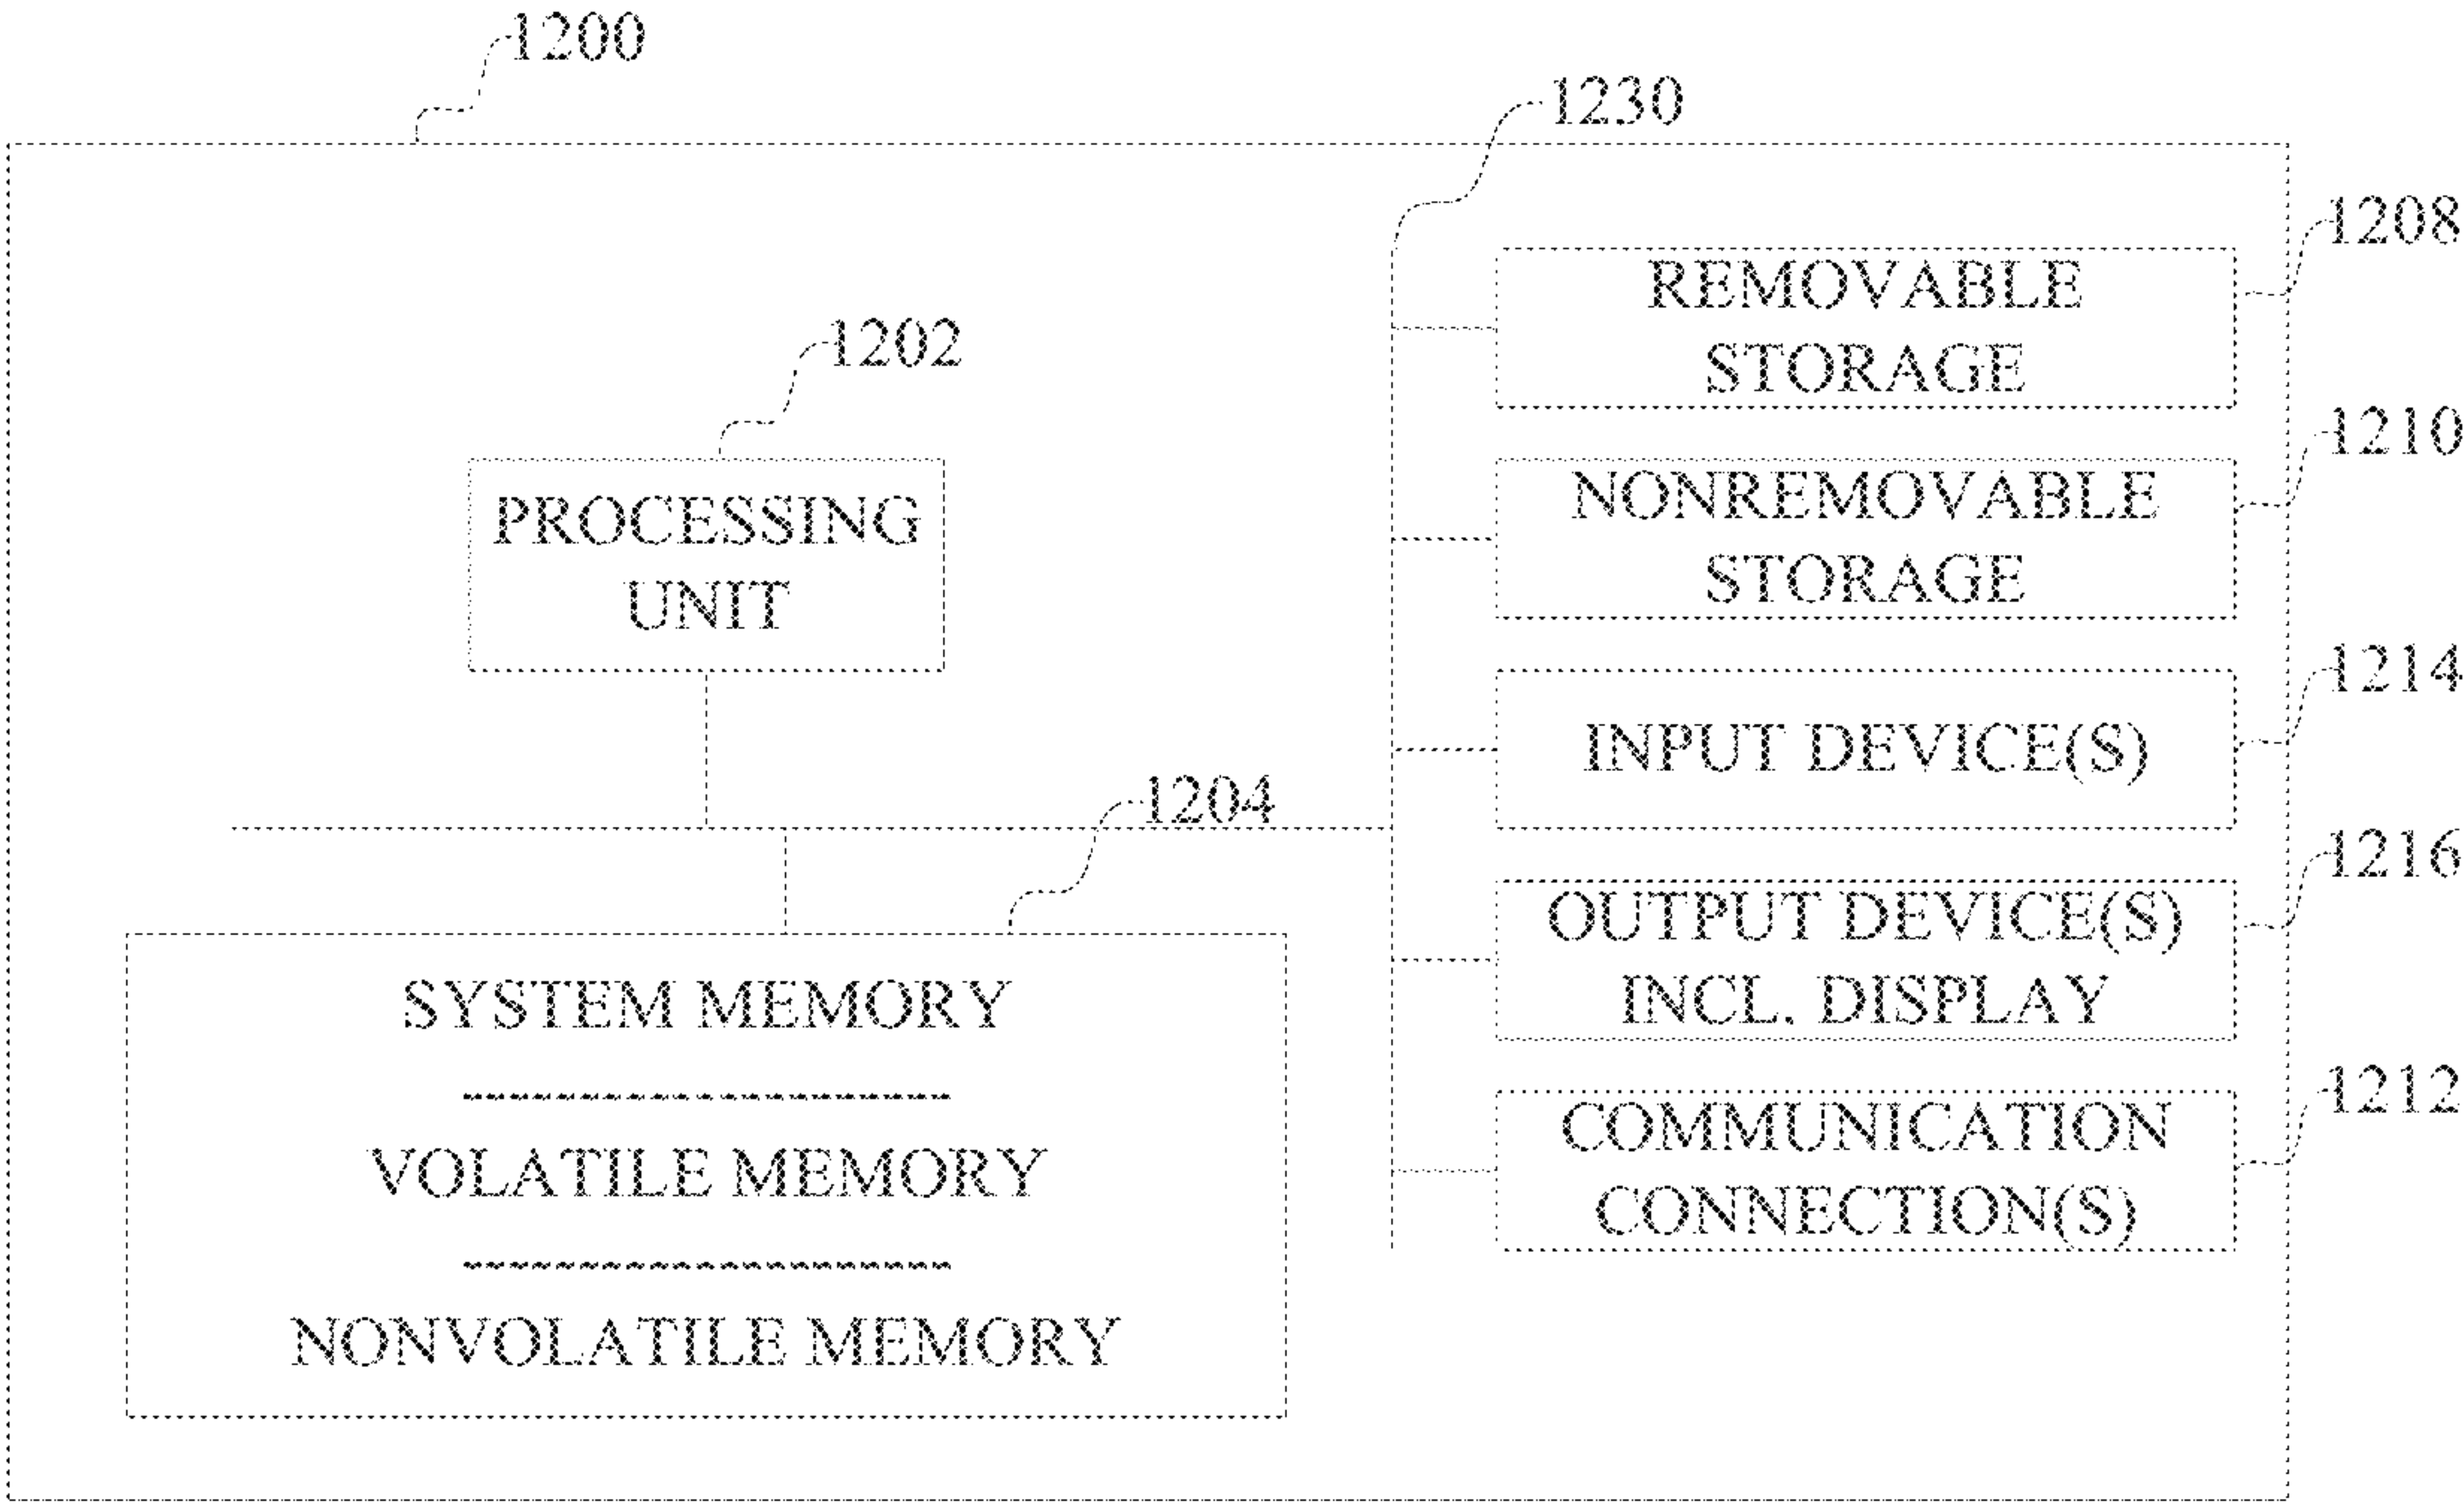 1200
1230
1208
REMOVABLE
STORAGE
1202
1210
PROCESSING
UNIT
NONREMOVABLE
STORAGE
1214
INPUT DEVICE(S)
1204
1216
OUTPUT DEVICE(S)
INCL. DISPLAY
SYSTEM MEMORY
VOLATILE MEMORY
NONVOLATILE MEMORY
1212
COMMUNICATION
CONNECTION(S)